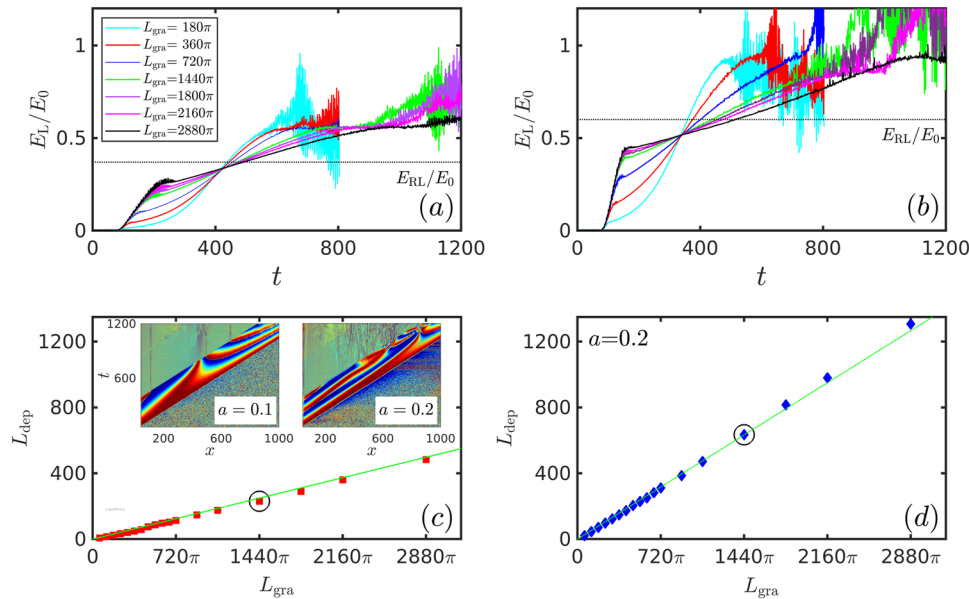 1
0.5
0
E_L/E_0
L_gra= 180π
L_gra= 360π
L_gra= 720π
L_gra=1440π
L_gra=1800π
L_gra=2160π
L_gra=2880π
E_RL/E_0
(a)
0 400 800 1200
t
1
0.5
0
E_L/E_0
E_RL/E_0
(b)
0 400 800 1200
t
1200
800
400
0
L_dep
1200
600
t
a = 0.1
200 600 1000
x
a = 0.2
200 600 1000
x
(c)
720π 1440π 2160π 2880π
L_gra
1200
800
400
0
L_dep
a=0.2
(d)
0 720π 1440π 2160π 2880π
L_gra